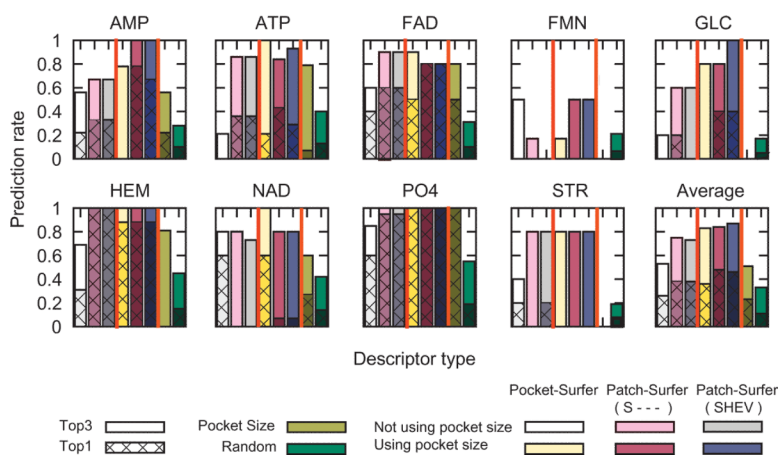 AMP ATP FAD FMN GLC
1
0.8
0.6
0.4
0.2
0
Prediction rate
HEM NAD PO4 STR Average
1
0.8
0.6
0.4
0.2
0
Descriptor type
Pocket-Surfer Patch-Surfer Patch-Surfer
( S - - - ) ( SHEV )
Top3 Pocket Size Not using pocket size
Top1 Random Using pocket size